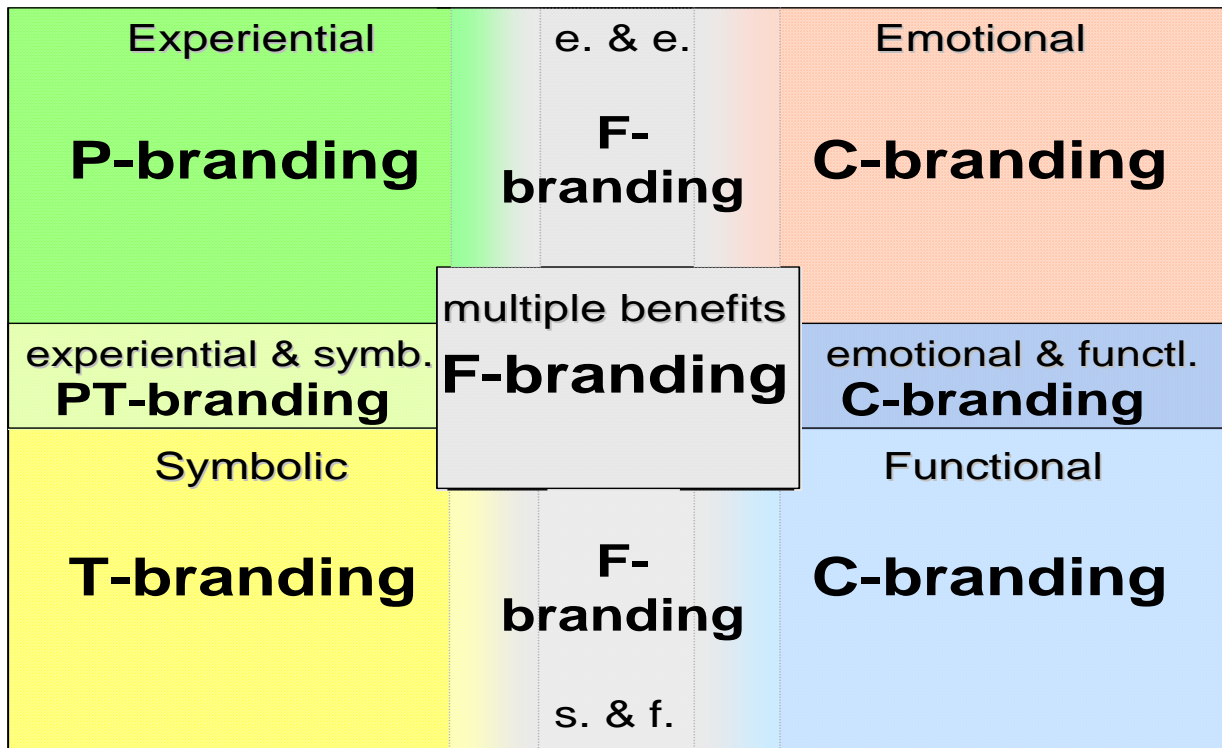 Experiential
P-branding
e. & e.
F-
branding
Emotional
C-branding
experiential & symb.
PT-branding
multiple benefits
F-branding
emotional & functl.
C-branding
Symbolic
T-branding
F-
branding
s. & f.
Functional
C-branding